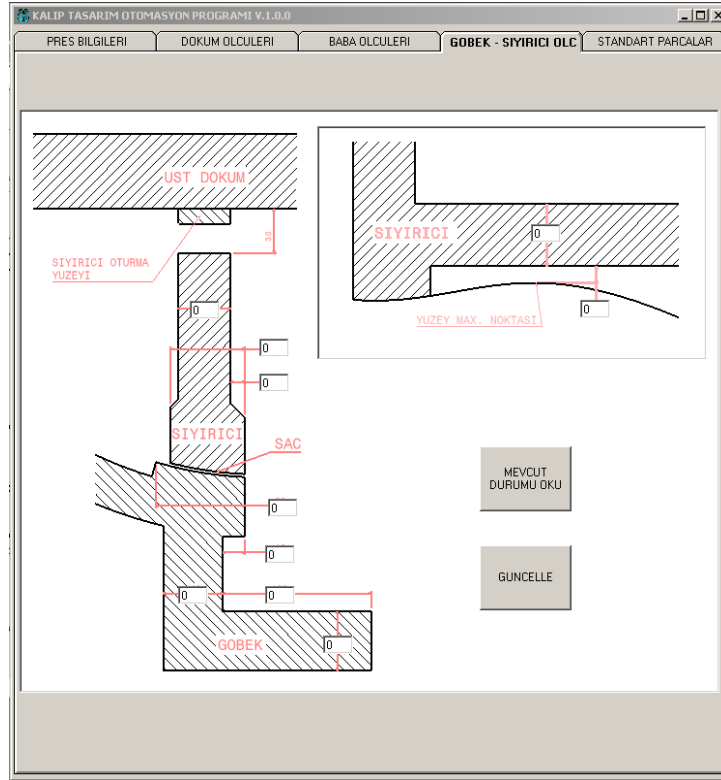 KALIP TASARIM OTOMASYON PROGRAMI V.1.0.0
PRES BILGILERI
DOKUM OLCULERI
BABA OLCULERI
GOBEK - SIYIRICI OLC
STANDART PARCALAR
UST DOKUM
30
SIYIRICI OTURMA
YUZEYI
0
0
0
SIYIRICI
SAC
0
0
0
0
0
GOBEK
SIYIRICI
0
0
YUZEY MAX. NOKTASI
MEVCUT
DURUMU OKU
GUNCELLE